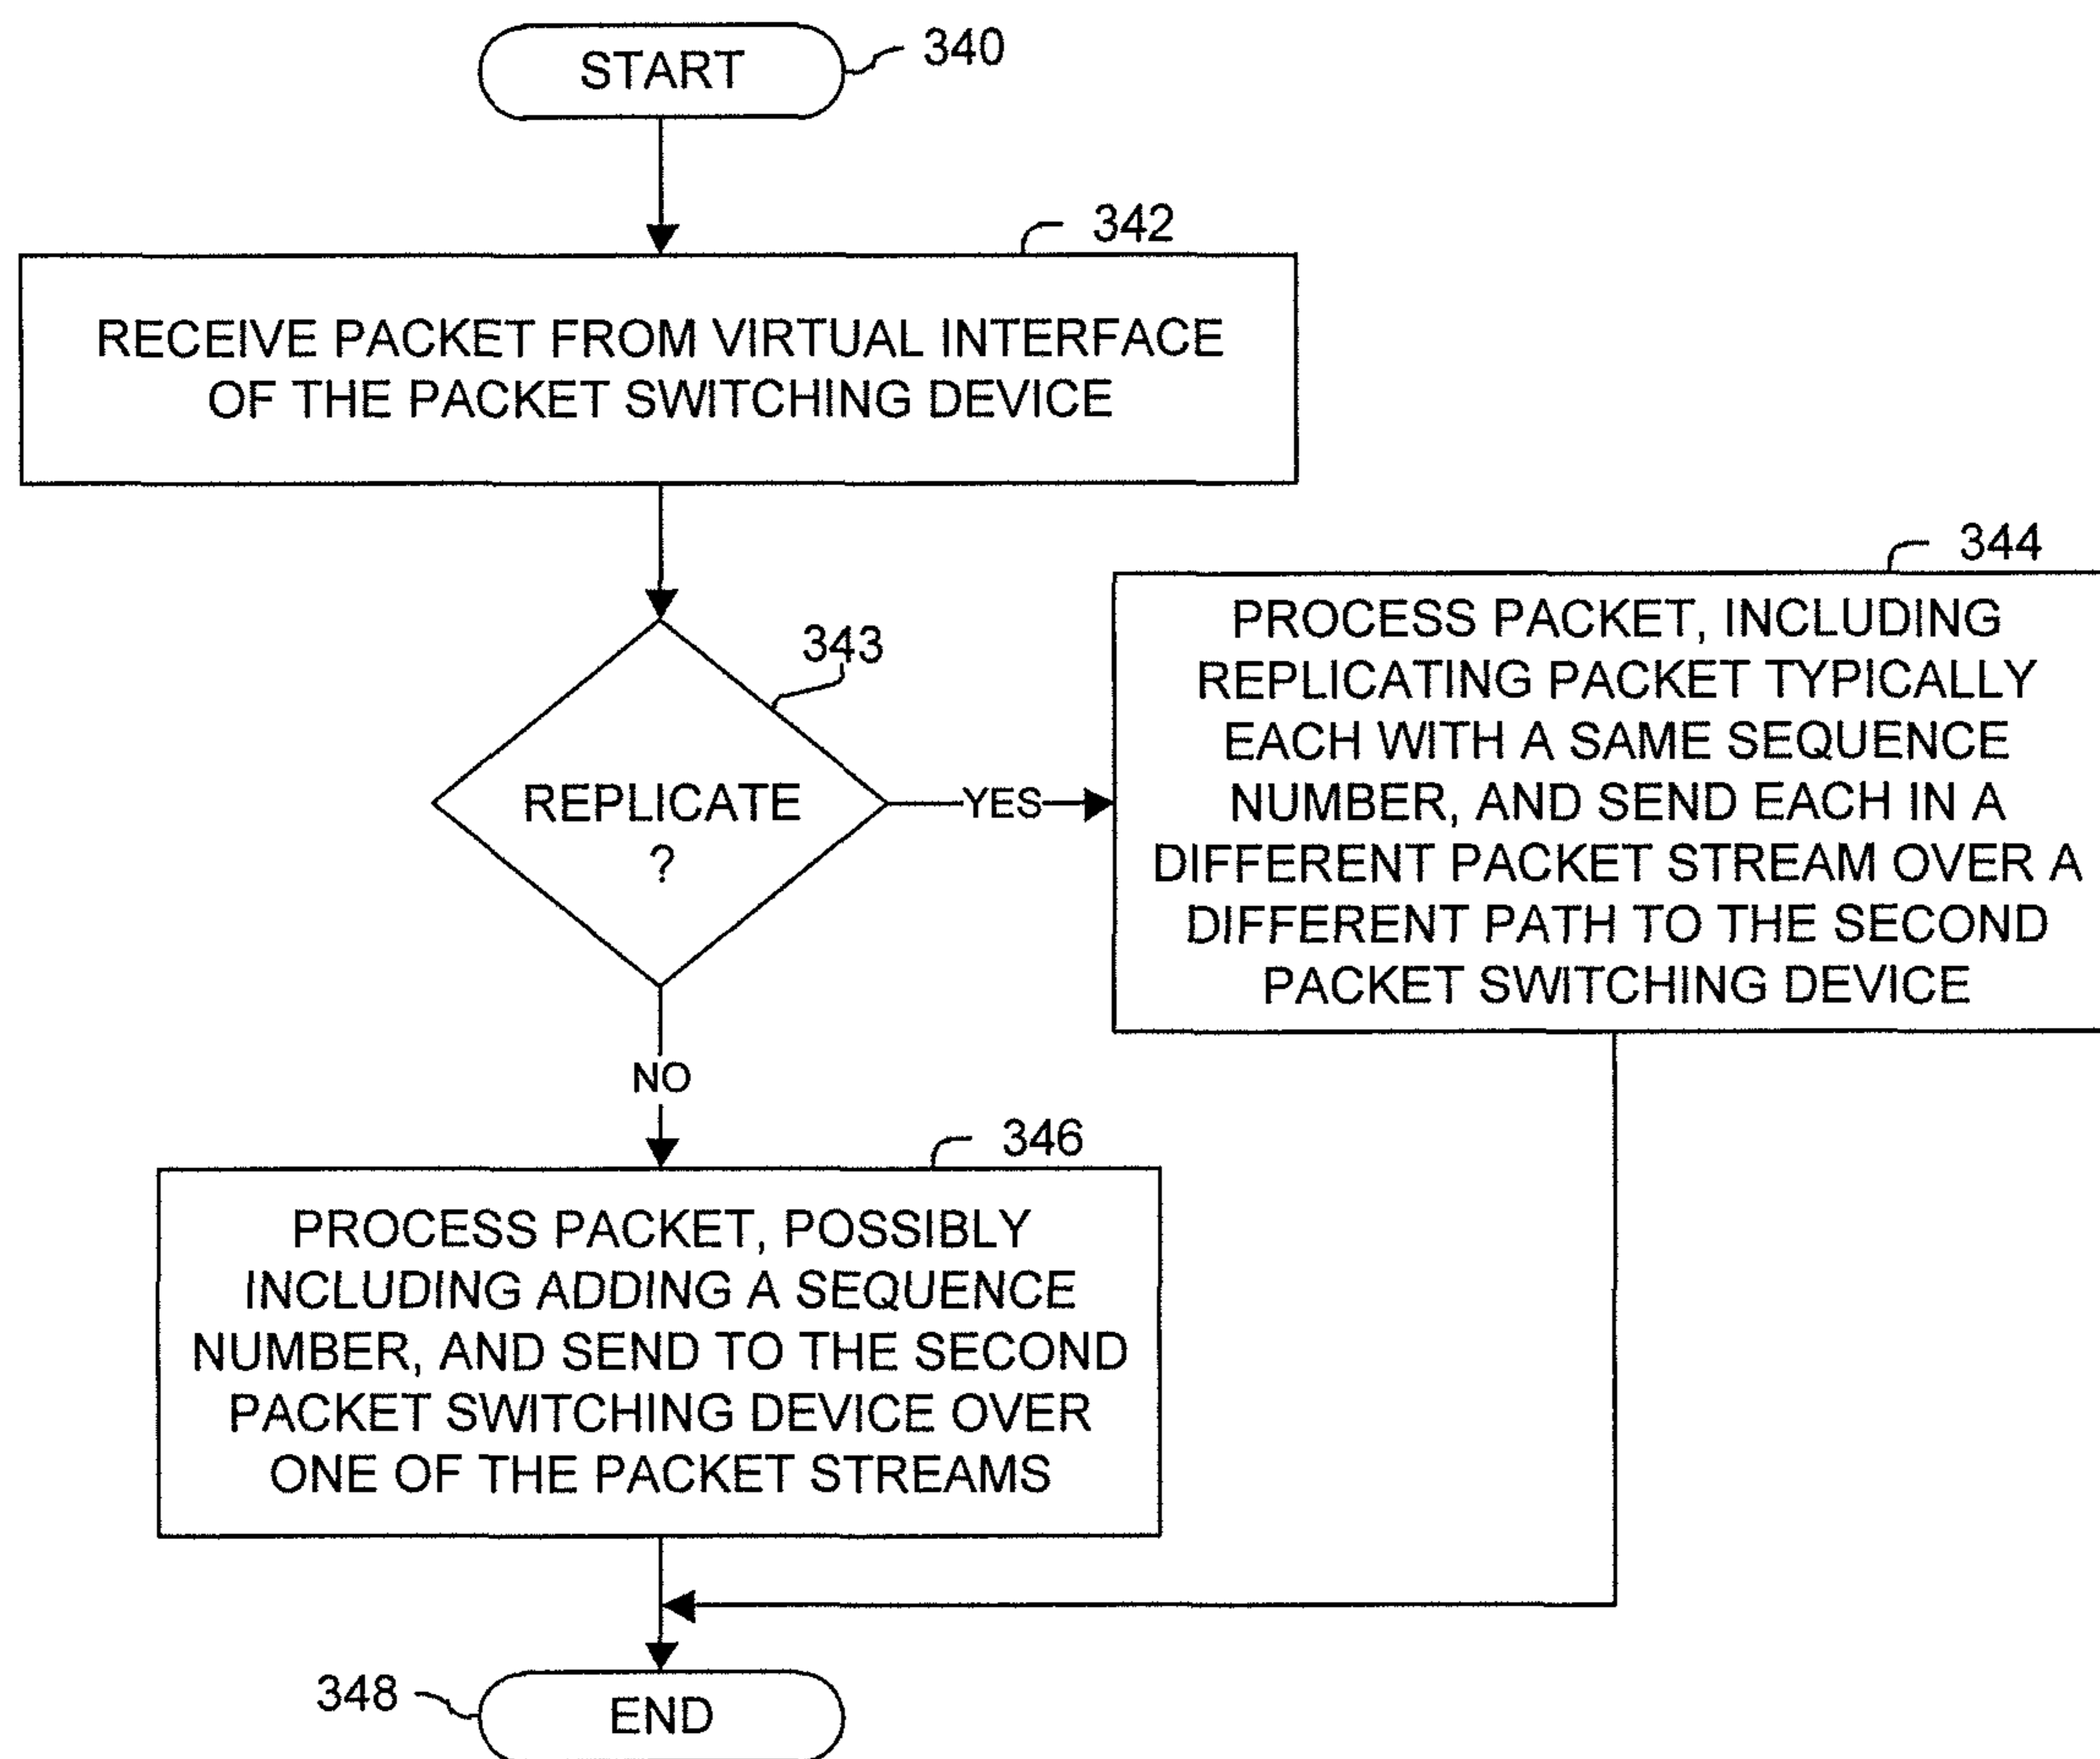 START
340
342
RECEIVE PACKET FROM VIRTUAL INTERFACE
OF THE PACKET SWITCHING DEVICE
343
REPLICATE
?
YES
344
PROCESS PACKET, INCLUDING
REPLICATING PACKET TYPICALLY
EACH WITH A SAME SEQUENCE
NUMBER, AND SEND EACH IN A
DIFFERENT PACKET STREAM OVER A
DIFFERENT PATH TO THE SECOND
PACKET SWITCHING DEVICE
NO
346
PROCESS PACKET, POSSIBLY
INCLUDING ADDING A SEQUENCE
NUMBER, AND SEND TO THE SECOND
PACKET SWITCHING DEVICE OVER
ONE OF THE PACKET STREAMS
348
END